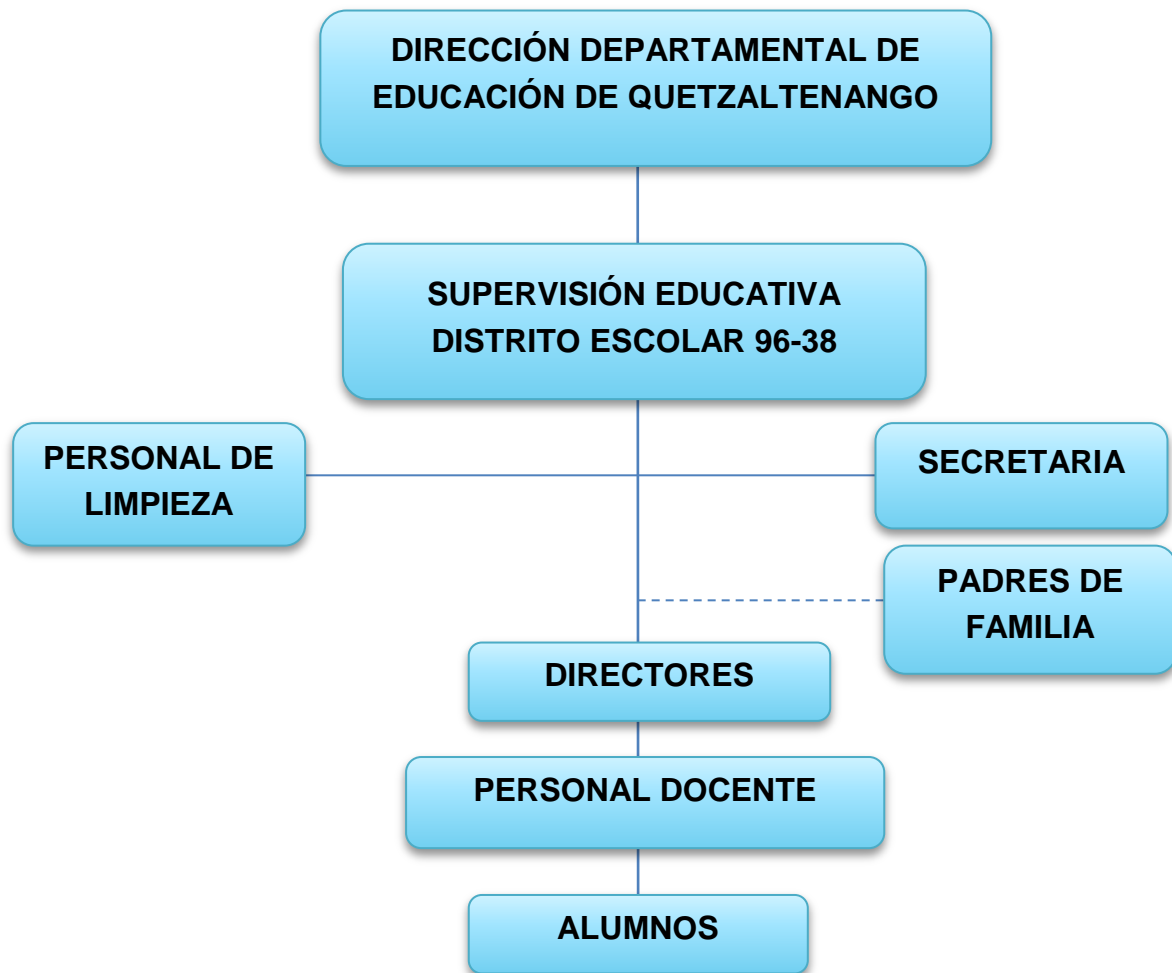 DIRECCIÓN DEPARTAMENTAL DE
EDUCACIÓN DE QUETZALTENANGO
SUPERVISIÓN EDUCATIVA
DISTRITO ESCOLAR 96-38
PERSONAL DE
LIMPIEZA
SECRETARIA
PADRES DE
FAMILIA
DIRECTORES
PERSONAL DOCENTE
ALUMNOS